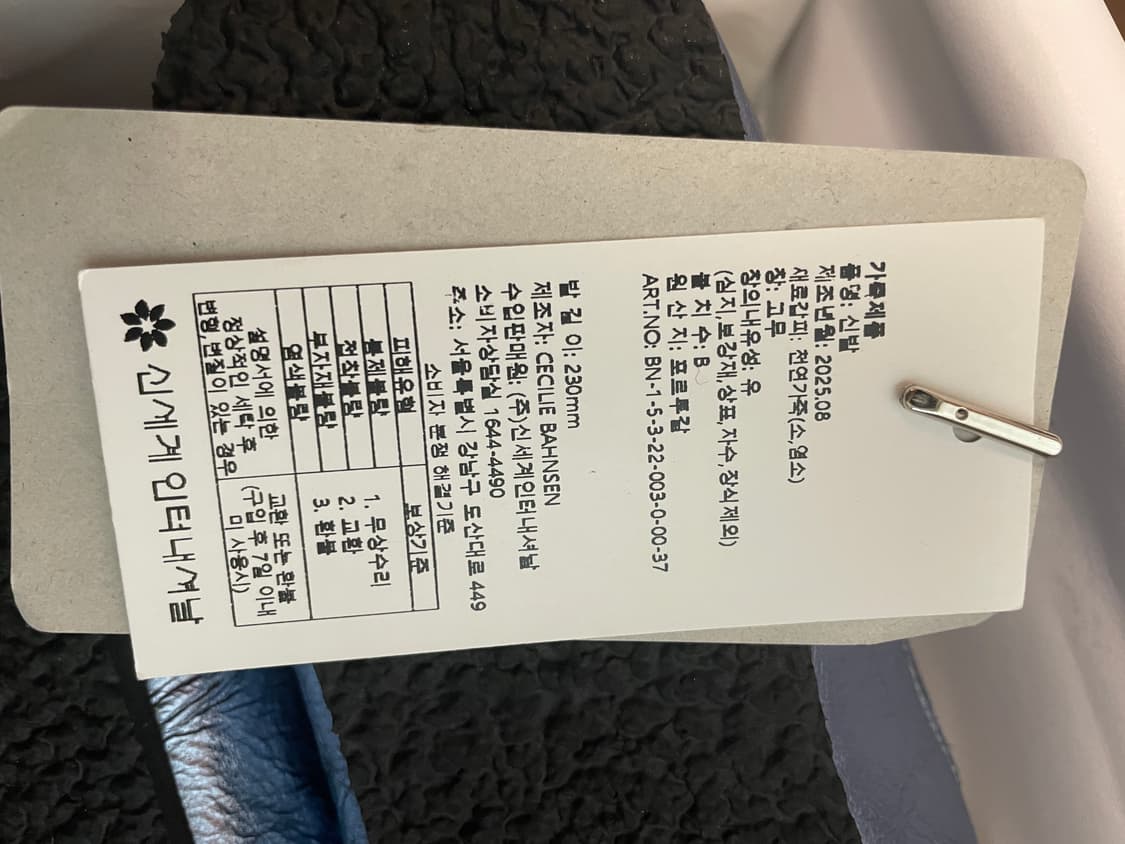 가죽제품
품명: 신발
제조년월: 2025.08
재료갑피: 천연가죽(소,염소)
창: 고무
창의내유성: 유
(심지,보강재,상표,자수,장식제외)
볼 치 수: B
원 산 지: 포르투갈
ART.NO: BN-1-5-3-22-003-0-00-37
발 길 이: 230mm
제조자: CECILIE BAHNSEN
수입판매원: (주)신세계인터내셔날
소비자상담실 1644-4490
주소: 서울특별시 강남구 도산대로 449
소비자 분쟁 해결기준
피해유형 보상기준
봉제불량 1. 무상수리
접착불량 2. 교환
부자재불량 3. 환불
염색불량
설명서에 의한 교환 또는 환불
정상적인 세탁 후 (구입 후 7일 이내
변형,변질이 있는 경우 미 사용시)
신세계인터내셔날